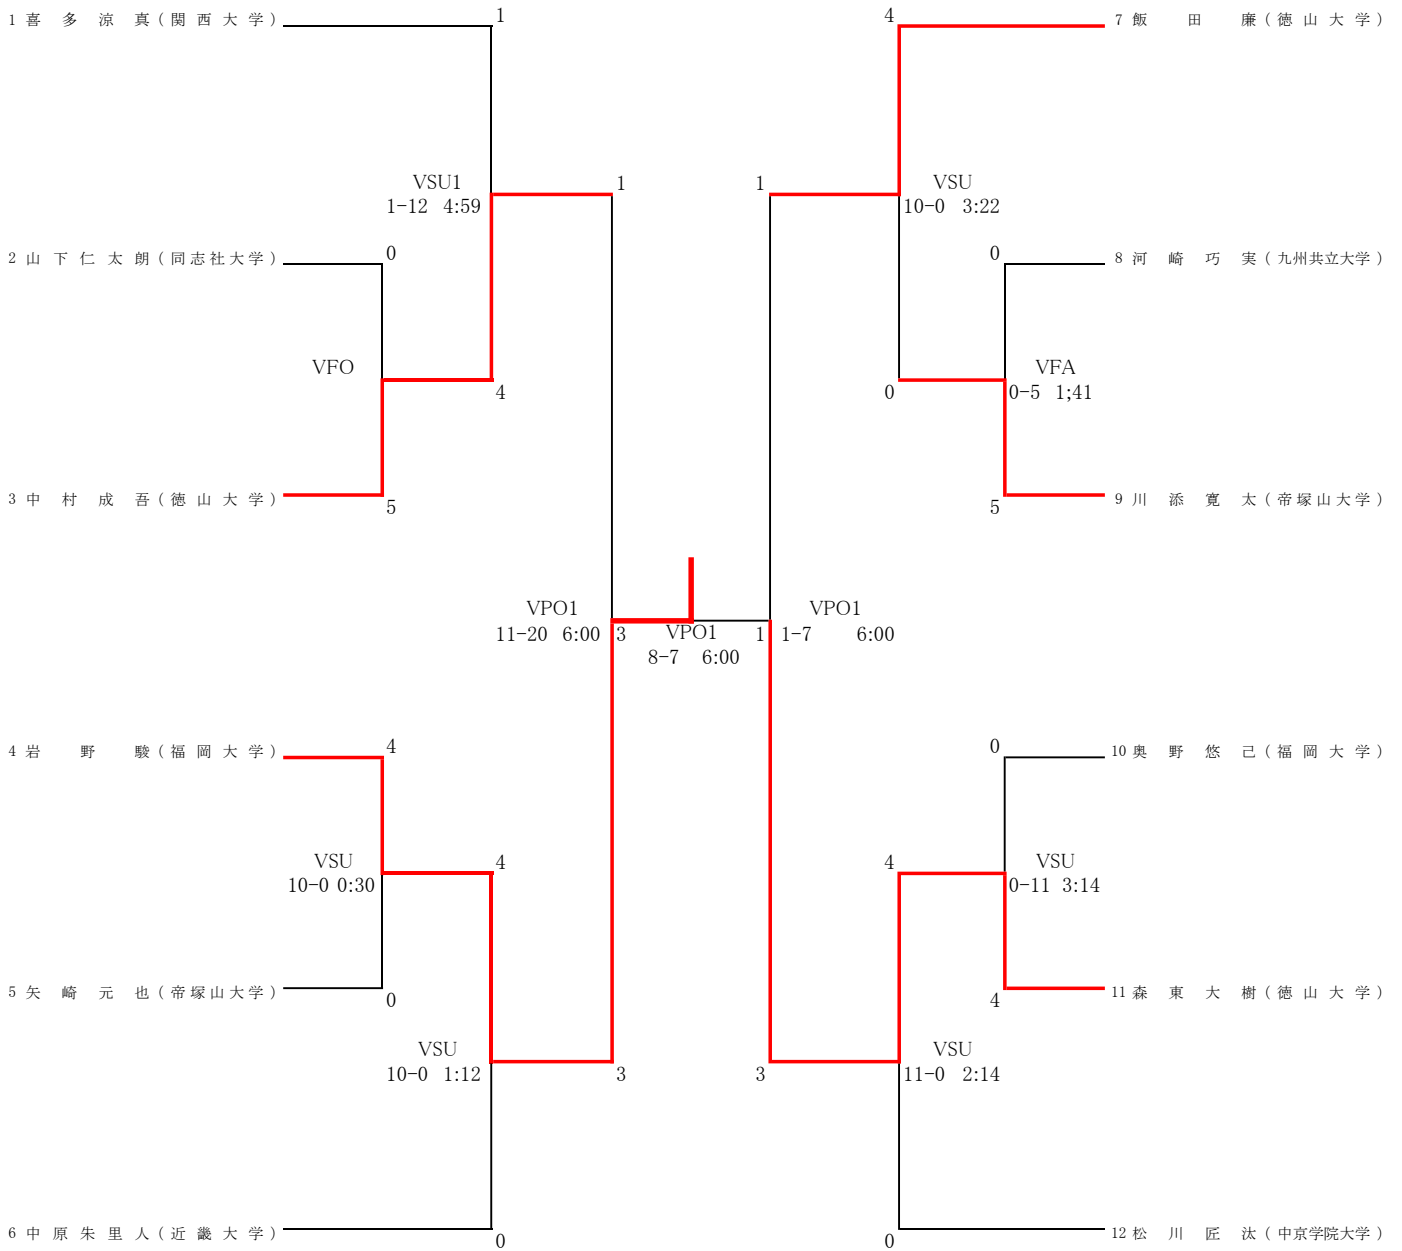 1 喜多涼真(関西大学)
1
4
7 飯田廉(徳山大学)
VSU1
1-12 4:59
1
1
VSU
10-0 3:22
2 山下仁太朗(同志社大学)
0
0
8 河崎巧実(九州共立大学)
VFO
4
0
VFA
0-5 1;41
3 中村成吾(徳山大学)
5
5
9 川添寛太(帝塚山大学)
VPO1
11-20 6:00
3
VPO1
8-7 6:00
1
VPO1
1-7 6:00
4 岩野駿(福岡大学)
4
0
10 奥野悠己(福岡大学)
VSU
10-0 0:30
4
4
VSU
0-11 3:14
5 矢崎元也(帝塚山大学)
0
4
11 森東大樹(徳山大学)
VSU
10-0 1:12
3
3
VSU
11-0 2:14
6 中原朱里人(近畿大学)
0
0
12 松川匠汰(中京学院大学)